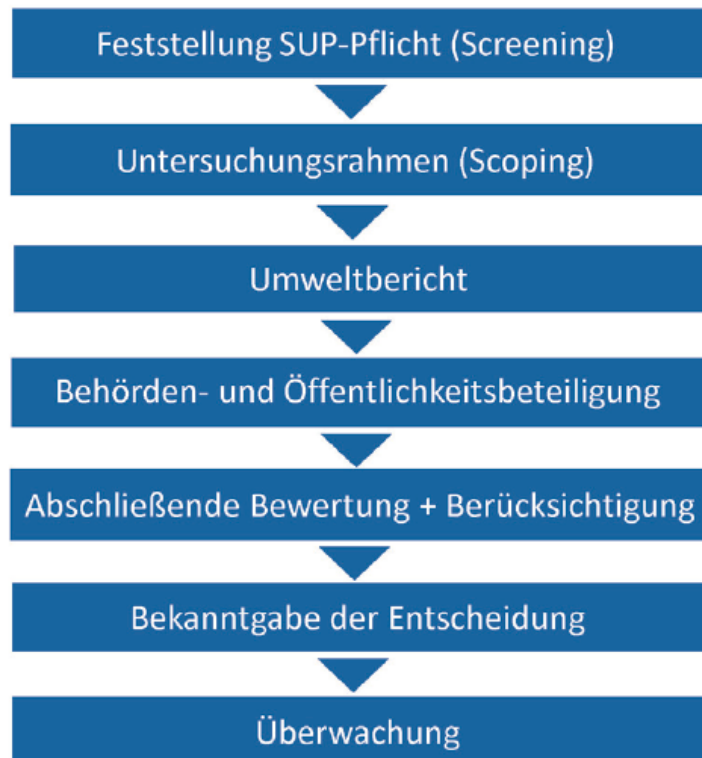 Feststellung SUP-Pflicht (Screening)
Untersuchungsrahmen (Scoping)
Umweltbericht
Behörden- und Öffentlichkeitsbeteiligung
Abschließende Bewertung + Berücksichtigung
Bekanntgabe der Entscheidung
Überwachung